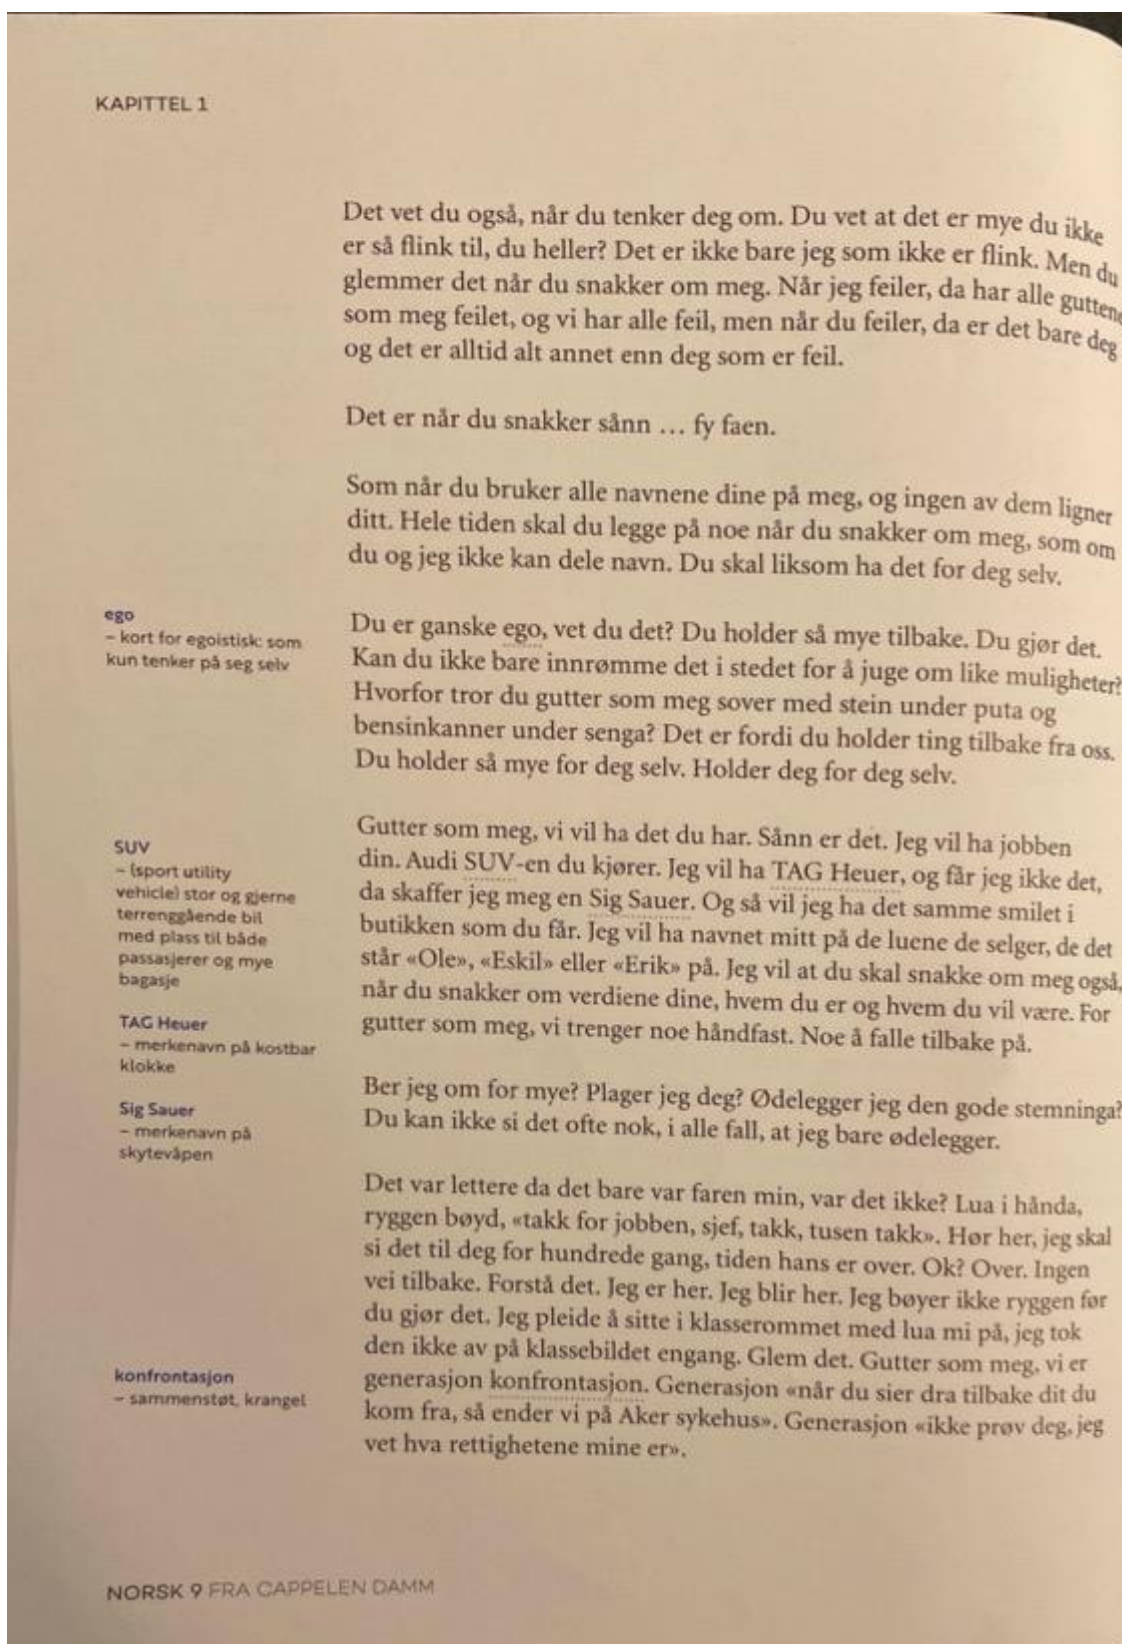 KAPITTEL 1
Det vet du også, når du tenker deg om. Du vet at det er mye du ikke
er så flink til, du heller? Det er ikke bare jeg som ikke er flink. Men du
glemmer det når du snakker om meg. Når jeg feiler, da har alle guttene
som meg feilet, og vi har alle feil, men når du feiler, da er det bare deg
og det er alltid alt annet enn deg som er feil.
Det er når du snakker sånn … fy faen.
Som når du bruker alle navnene dine på meg, og ingen av dem ligner
ditt. Hele tiden skal du legge på noe når du snakker om meg, som om
du og jeg ikke kan dele navn. Du skal liksom ha det for deg selv.
ego
– kort for egoistisk: som
kun tenker på seg selv
Du er ganske ego, vet du det? Du holder så mye tilbake. Du gjør det.
Kan du ikke bare innrømme det i stedet for å juge om like muligheter?
Hvorfor tror du gutter som meg sover med stein under puta og
bensinkanner under senga? Det er fordi du holder ting tilbake fra oss.
Du holder så mye for deg selv. Holder deg for deg selv.
SUV
– (sport utility
vehicle) stor og gjerne
terrenggående bil
med plass til både
passasjerer og mye
bagasje
TAG Heuer
– merkenavn på kostbar
klokke
Sig Sauer
– merkenavn på
skytevåpen
Gutter som meg, vi vil ha det du har. Sånn er det. Jeg vil ha jobben
din. Audi SUV-en du kjører. Jeg vil ha TAG Heuer, og får jeg ikke det,
da skaffer jeg meg en Sig Sauer. Og så vil jeg ha det samme smilet i
butikken som du får. Jeg vil ha navnet mitt på de luene de selger, de det
står «Ole», «Eskil» eller «Erik» på. Jeg vil at du skal snakke om meg også,
når du snakker om verdiene dine, hvem du er og hvem du vil være. For
gutter som meg, vi trenger noe håndfast. Noe å falle tilbake på.
Ber jeg om for mye? Plager jeg deg? Ødelegger jeg den gode stemninga?
Du kan ikke si det ofte nok, i alle fall, at jeg bare ødelegger.
Det var lettere da det bare var faren min, var det ikke? Lua i hånda,
ryggen bøyd, «takk for jobben, sjef, takk, tusen takk». Hør her, jeg skal
si det til deg for hundrede gang, tiden hans er over. Ok? Over. Ingen
vei tilbake. Forstå det. Jeg er her. Jeg blir her. Jeg bøyer ikke ryggen før
du gjør det. Jeg pleide å sitte i klasserommet med lua mi på, jeg tok
den ikke av på klassebildet engang. Glem det. Gutter som meg, vi er
generasjon konfrontasjon. Generasjon «når du sier dra tilbake dit du
kom fra, så ender vi på Aker sykehus». Generasjon «ikke prøv deg, jeg
vet hva rettighetene mine er».
konfrontasjon
– sammenstøt, krangel
NORSK 9 FRA CAPPELEN DAMM